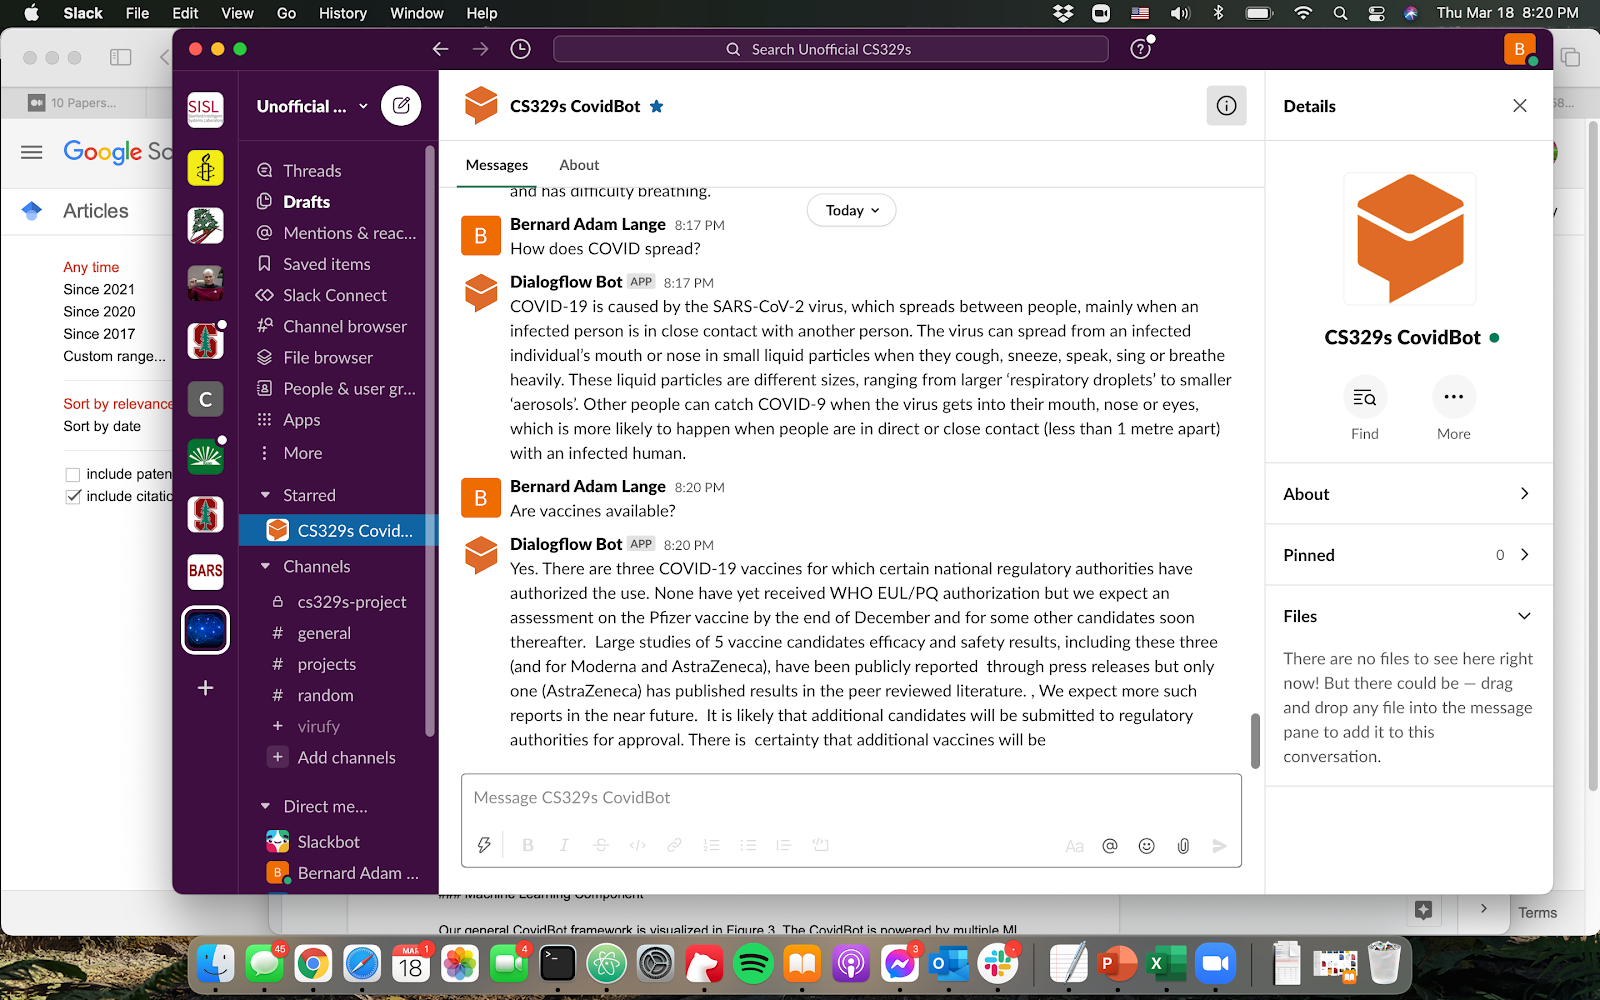 Slack File Edit View Go History Window Help
Thu Mar 18 8:20 PM
Search Unofficial CS329s
?
B
10 Papers...
58...
Google Sc
Articles
Any time
Since 2021
Since 2020
Since 2017
Custom range...
Sort by relevance
Sort by date
include paten
include citatio
SISL
C
BARS
+
Unofficial ...
Threads
Drafts
Mentions & reac...
Saved items
Slack Connect
Channel browser
File browser
People & user gr...
Apps
More
Starred
CS329s Covid...
Channels
cs329s-project
# general
# projects
# random
+ virufy
+ Add channels
Direct me...
Slackbot
B Bernard Adam ...
CS329s CovidBot
Messages About
and has difficulty breathing.
Today
B
Bernard Adam Lange 8:17 PM
How does COVID spread?
Dialogflow Bot APP 8:17 PM
COVID-19 is caused by the SARS-CoV-2 virus, which spreads between people, mainly when an
infected person is in close contact with another person. The virus can spread from an infected
individual’s mouth or nose in small liquid particles when they cough, sneeze, speak, sing or breathe
heavily. These liquid particles are different sizes, ranging from larger ‘respiratory droplets’ to smaller
‘aerosols’. Other people can catch COVID-9 when the virus gets into their mouth, nose or eyes,
which is more likely to happen when people are in direct or close contact (less than 1 metre apart)
with an infected human.
B
Bernard Adam Lange 8:20 PM
Are vaccines available?
Dialogflow Bot APP 8:20 PM
Yes. There are three COVID-19 vaccines for which certain national regulatory authorities have
authorized the use. None have yet received WHO EUL/PQ authorization but we expect an
assessment on the Pfizer vaccine by the end of December and for some other candidates soon
thereafter.  Large studies of 5 vaccine candidates efficacy and safety results, including these three
(and for Moderna and AstraZeneca), have been publicly reported  through press releases but only
one (AstraZeneca) has published results in the peer reviewed literature. , We expect more such
reports in the near future.  It is likely that additional candidates will be submitted to regulatory
authorities for approval. There is  certainty that additional vaccines will be
Message CS329s CovidBot
B I S </> Aa @
Details
CS329s CovidBot
Find More
About
Pinned 0
Files
There are no files to see here right
now! But there could be — drag
and drop any file into the message
pane to add it to this
conversation.
### Machine Learning Component
Our general CovidBot framework is visualized in Figure 3. The CovidBot is powered by multiple ML
Terms
45
MAR 1
18
4
3
P
X